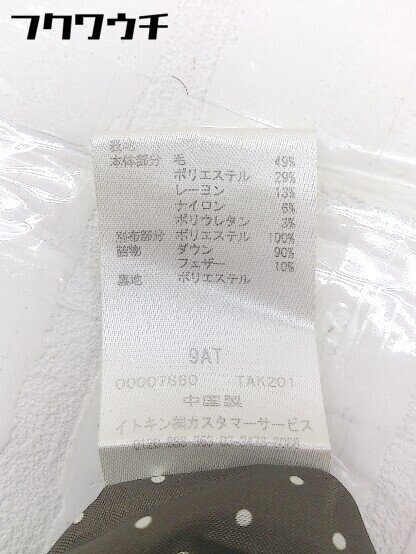 フクワウチ
表地
本体部分 毛 49%
ポリエステル 29%
レーヨン 13%
ナイロン 6%
ポリウレタン 3%
別布部分 ポリエステル 100%
詰物 ダウン 90%
フェザー 10%
裏地 ポリエステル
9AT
00007860 TAK201
中国製
イトキン㈱カスタマーサービス